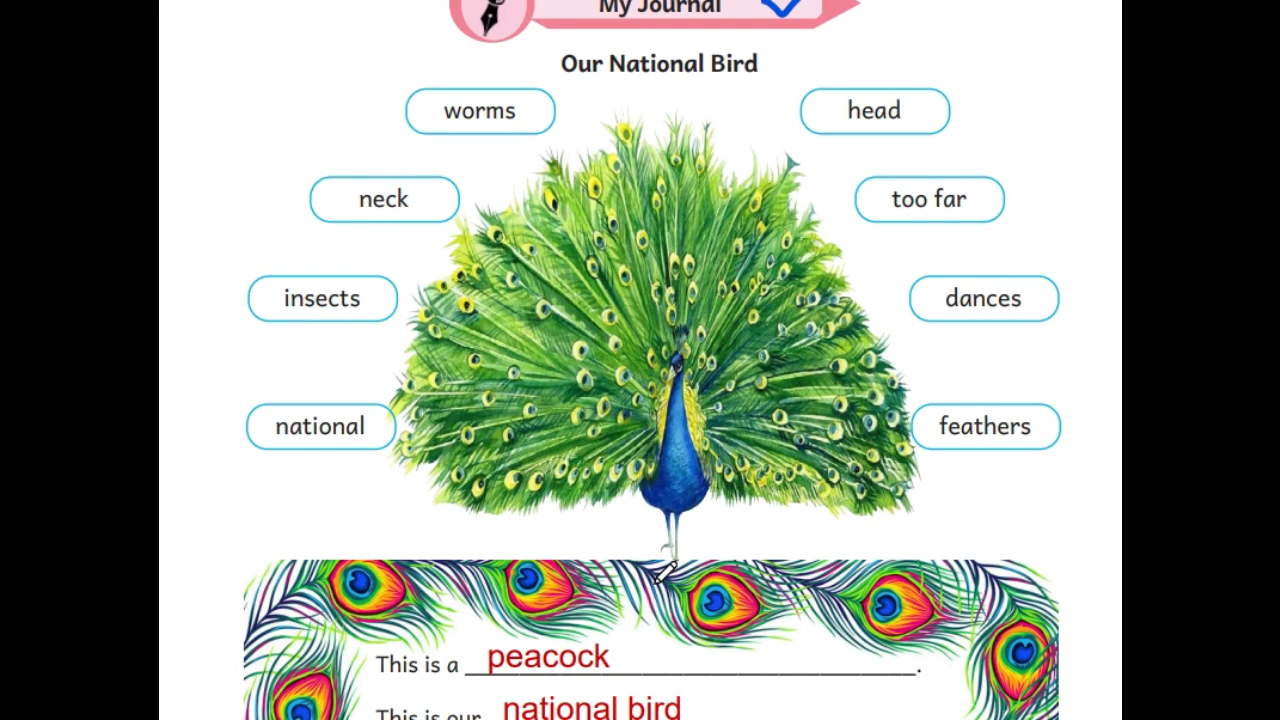 My Journal
Our National Bird
worms
head
neck
too far
insects
dances
national
feathers
This is a peacock.
This is our national bird